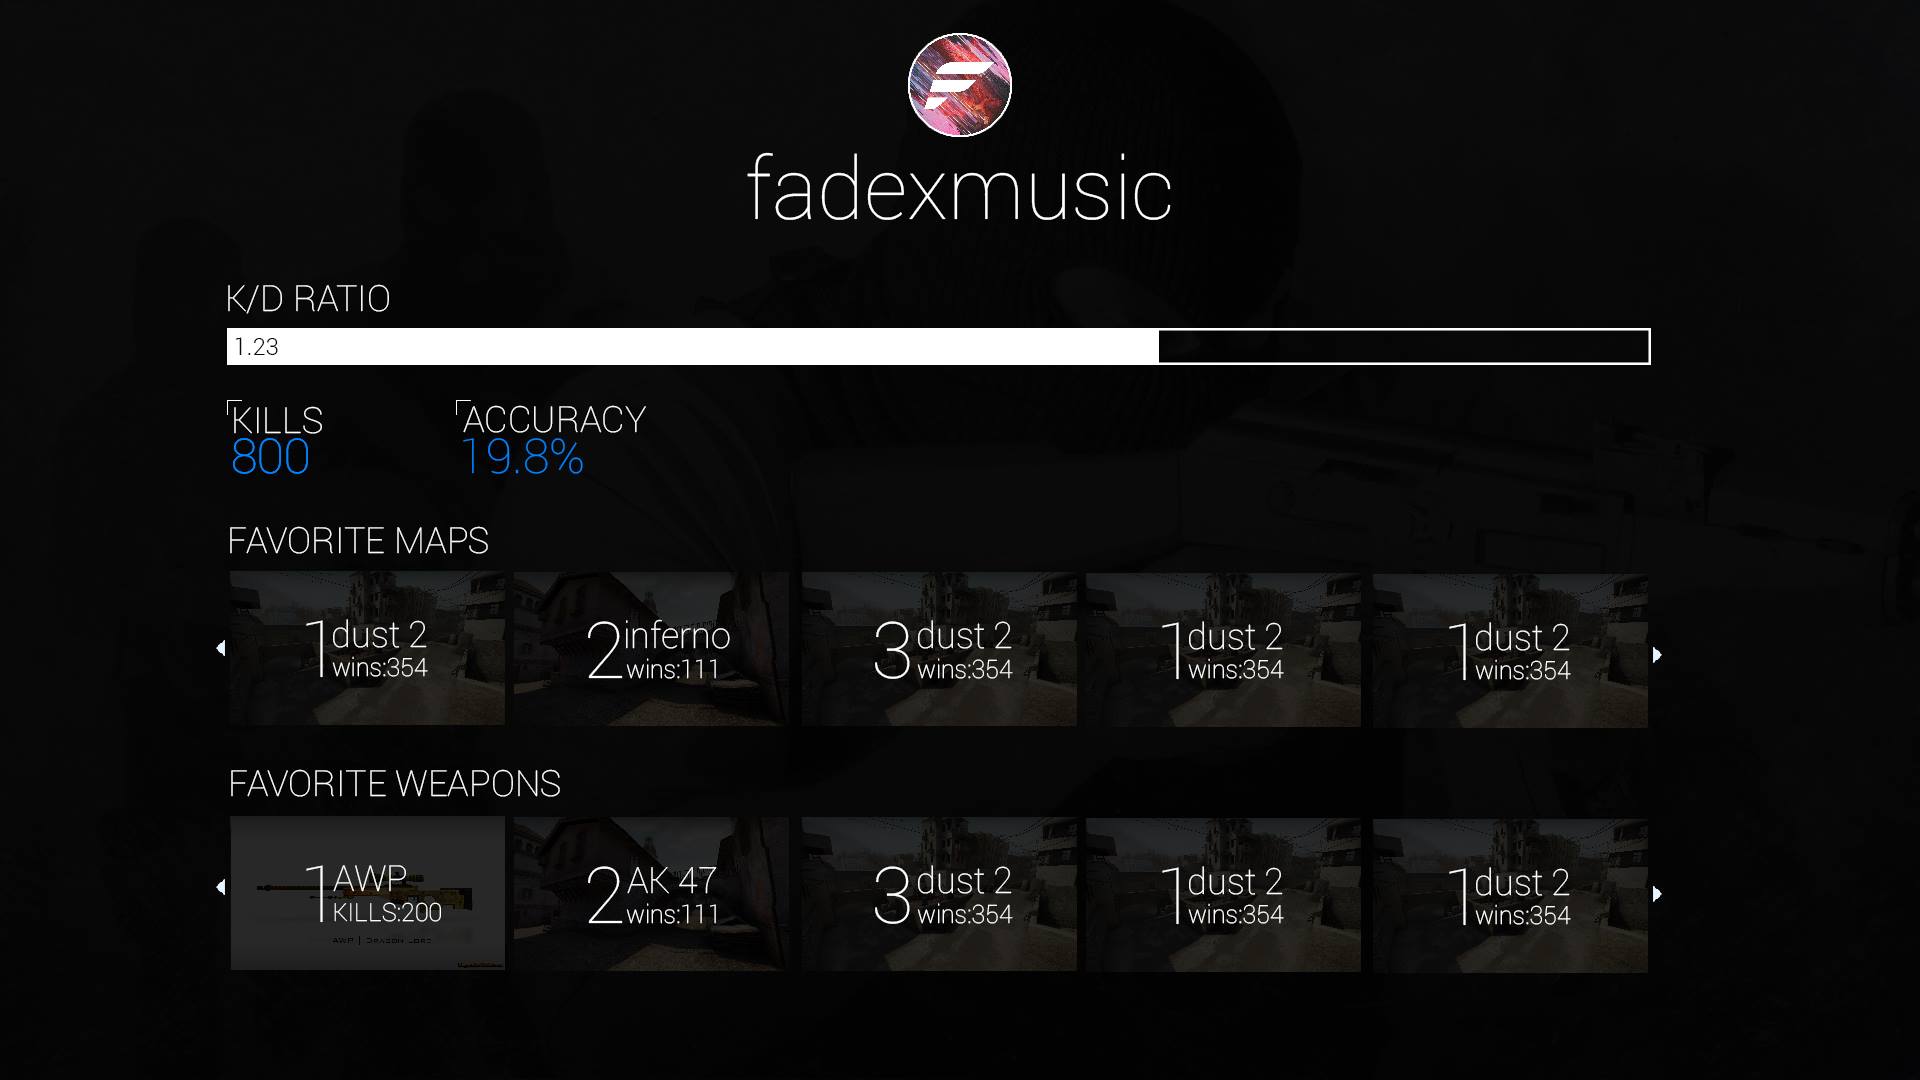 fadexmusic
K/D RATIO
1.23
KILLS
800
ACCURACY
19.8%
FAVORITE MAPS
1 dust 2
wins:354
2 inferno
wins:111
3 dust 2
wins:354
1 dust 2
wins:354
1 dust 2
wins:354
FAVORITE WEAPONS
1 AWP
KILLS:200
AWP | DRAGON LORE
2 AK 47
wins:111
3 dust 2
wins:354
1 dust 2
wins:354
1 dust 2
wins:354